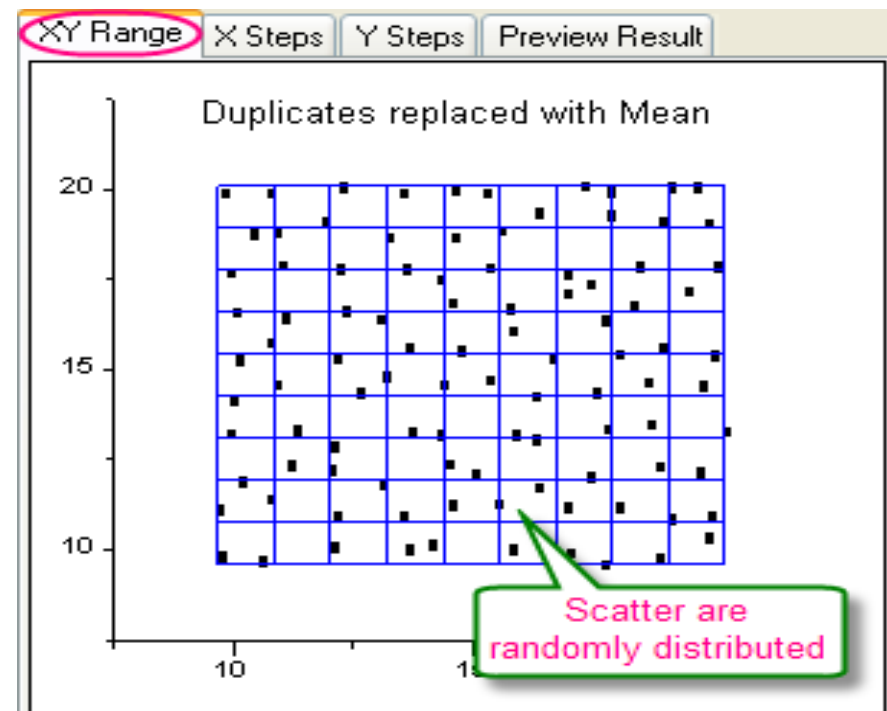 XY Range X Steps Y Steps Preview Result
Duplicates replaced with Mean
20
15
10
10
Scatter are
randomly distributed